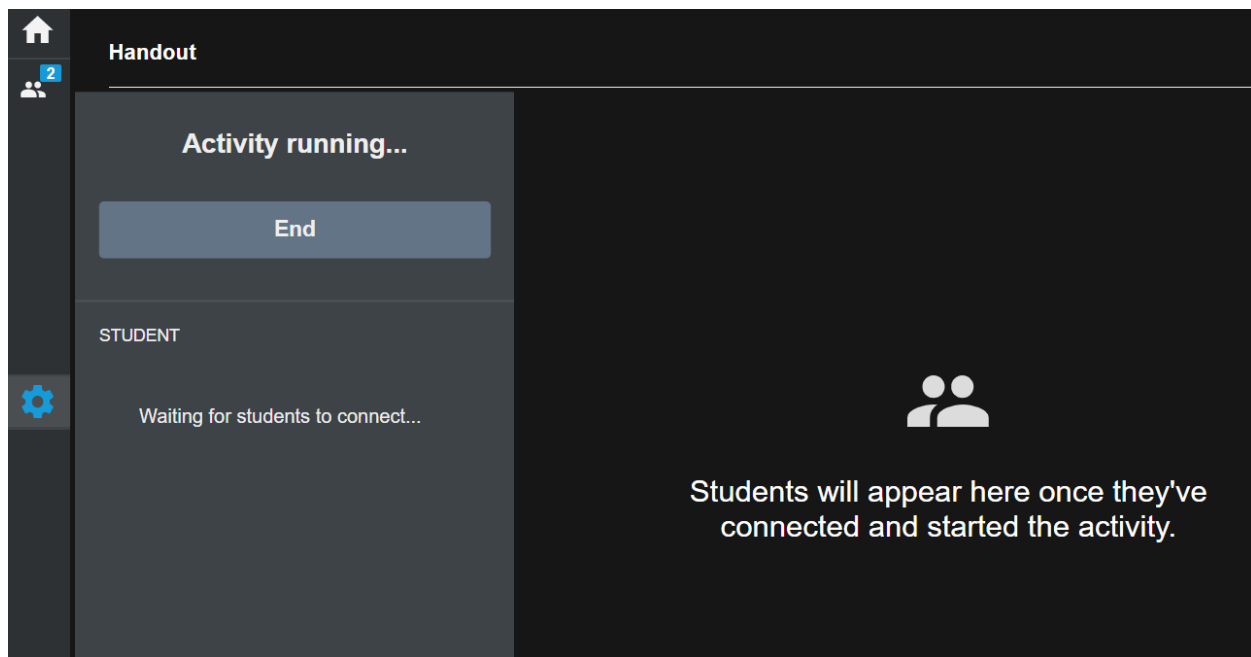 Handout
2
Activity running...
End
STUDENT
Waiting for students to connect...
Students will appear here once they've
connected and started the activity.